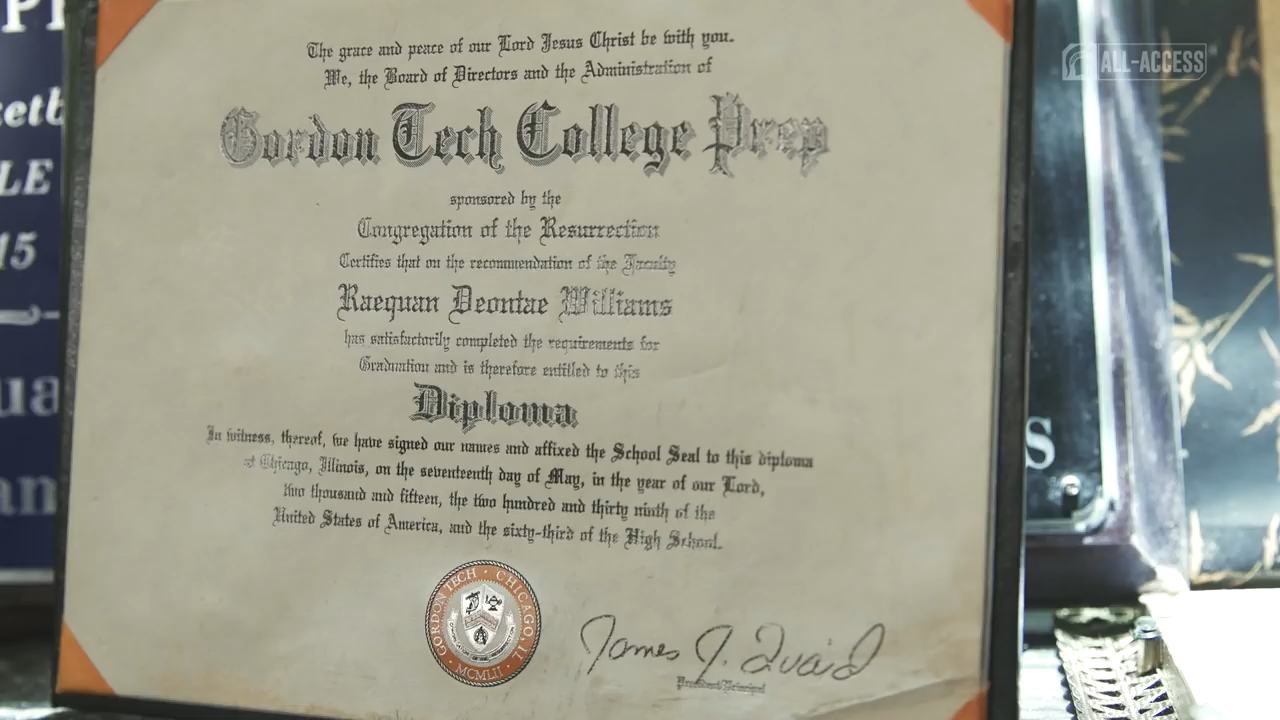 ALL-ACCESS
The grace and peace of our Lord Jesus Christ be with you.
We, the Board of Directors and the Administration of
Gordon Tech College Prep
sponsored by the
Congregation of the Resurrection
Certifies that on the recommendation of the Faculty
Raequan Deontae Williams
has satisfactorily completed the requirements for
Graduation and is therefore entitled to this
Diploma
In witness, thereof, we have signed our names and affixed the School Seal to this diploma
at Chicago, Illinois, on the seventeenth day of May, in the year of our Lord,
two thousand and fifteen, the two hundred and thirty ninth of the
United States of America, and the sixty-third of the High School.
GORDON TECH · CHICAGO, IL · MCMLII ·
James J. Quaid
President/Principal
LE
15
ua
am
S